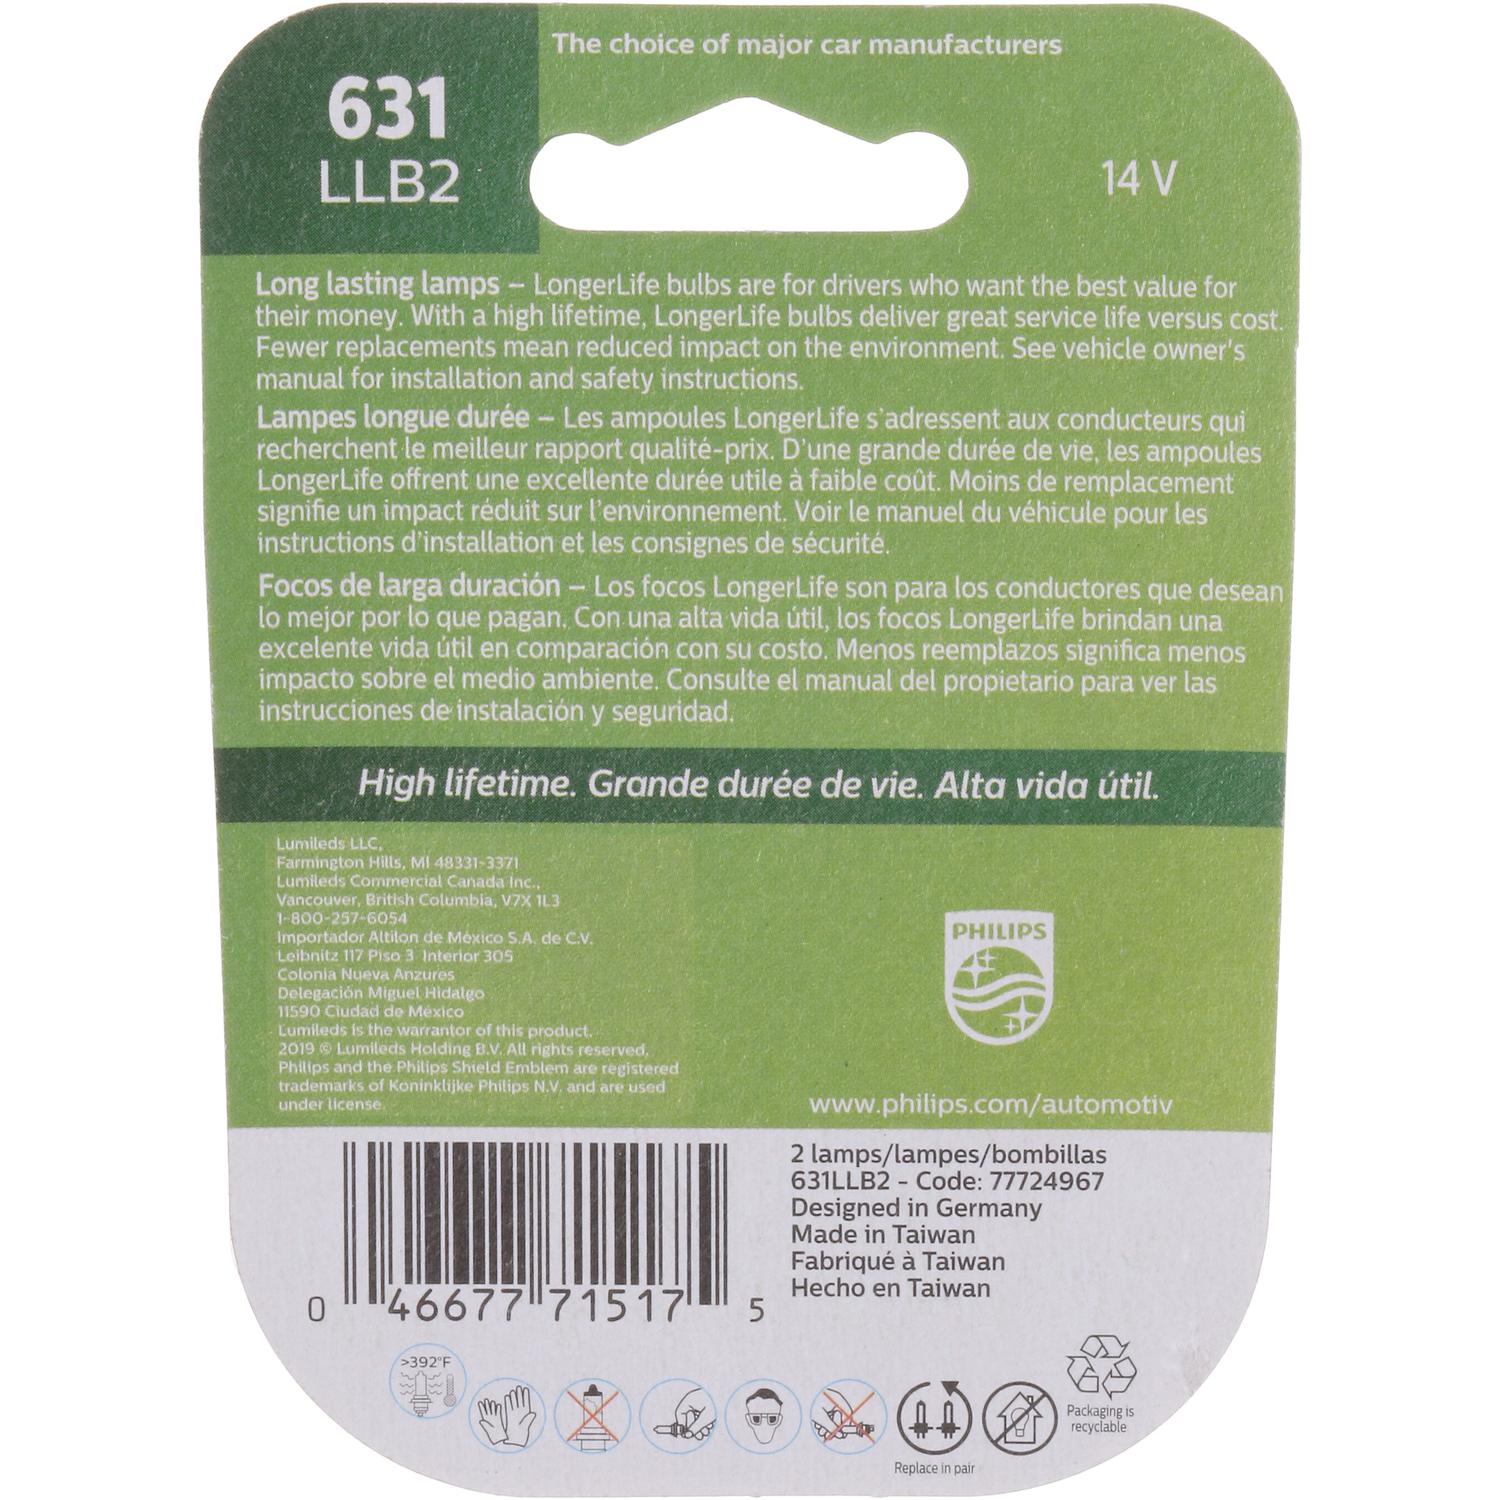 The choice of major car manufacturers
631
LLB2
14 V
Long lasting lamps – LongerLife bulbs are for drivers who want the best value for
their money. With a high lifetime, LongerLife bulbs deliver great service life versus cost.
Fewer replacements mean reduced impact on the environment. See vehicle owner's
manual for installation and safety instructions.
Lampes longue durée – Les ampoules LongerLife s'adressent aux conducteurs qui
recherchent le meilleur rapport qualité-prix. D'une grande durée de vie, les ampoules
LongerLife offrent une excellente durée utile à faible coût. Moins de remplacement
signifie un impact réduit sur l'environnement. Voir le manuel du véhicule pour les
instructions d'installation et les consignes de sécurité.
Focos de larga duración – Los focos LongerLife son para los conductores que desean
lo mejor por lo que pagan. Con una alta vida útil, los focos LongerLife brindan una
excelente vida útil en comparación con su costo. Menos reemplazos significa menos
impacto sobre el medio ambiente. Consulte el manual del propietario para ver las
instrucciones de instalación y seguridad.
High lifetime. Grande durée de vie. Alta vida útil.
Lumileds LLC,
Farmington Hills, MI 48331-3371
Lumileds Commercial Canada Inc.,
Vancouver, British Columbia, V7X 1L3
1-800-257-6054
Importador Altilon de México S.A. de C.V.
Leibnitz 117 Piso 3 Interior 305
Colonia Nueva Anzures
Delegación Miguel Hidalgo
11590 Ciudad de México
Lumileds is the warrantor of this product.
2019 © Lumileds Holding B.V. All rights reserved.
Philips and the Philips Shield Emblem are registered
trademarks of Koninklijke Philips N.V. and are used
under license.
PHILIPS
www.philips.com/automotiv
2 lamps/lampes/bombillas
631LLB2 - Code: 77724967
Designed in Germany
Made in Taiwan
Fabriqué à Taiwan
Hecho en Taiwan
0 46677 71517 5
>392°F
Replace in pair
Packaging is
recyclable